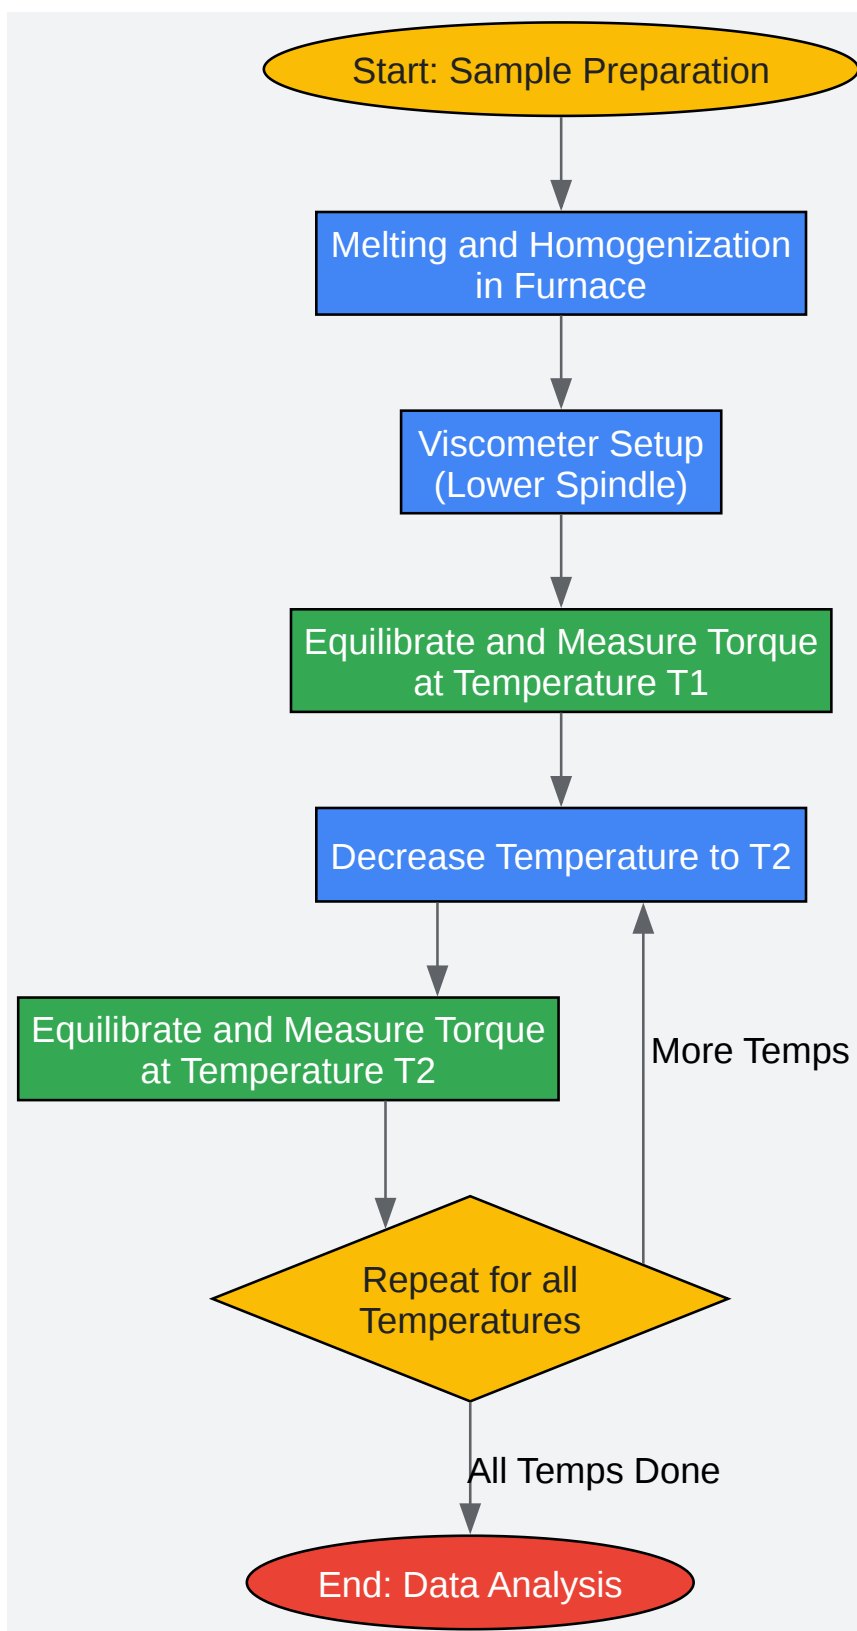 Start: Sample Preparation
Melting and Homogenization
in Furnace
Viscometer Setup
(Lower Spindle)
Equilibrate and Measure Torque
at Temperature T1
Decrease Temperature to T2
Equilibrate and Measure Torque
at Temperature T2
More Temps
Repeat for all
Temperatures
All Temps Done
End: Data Analysis